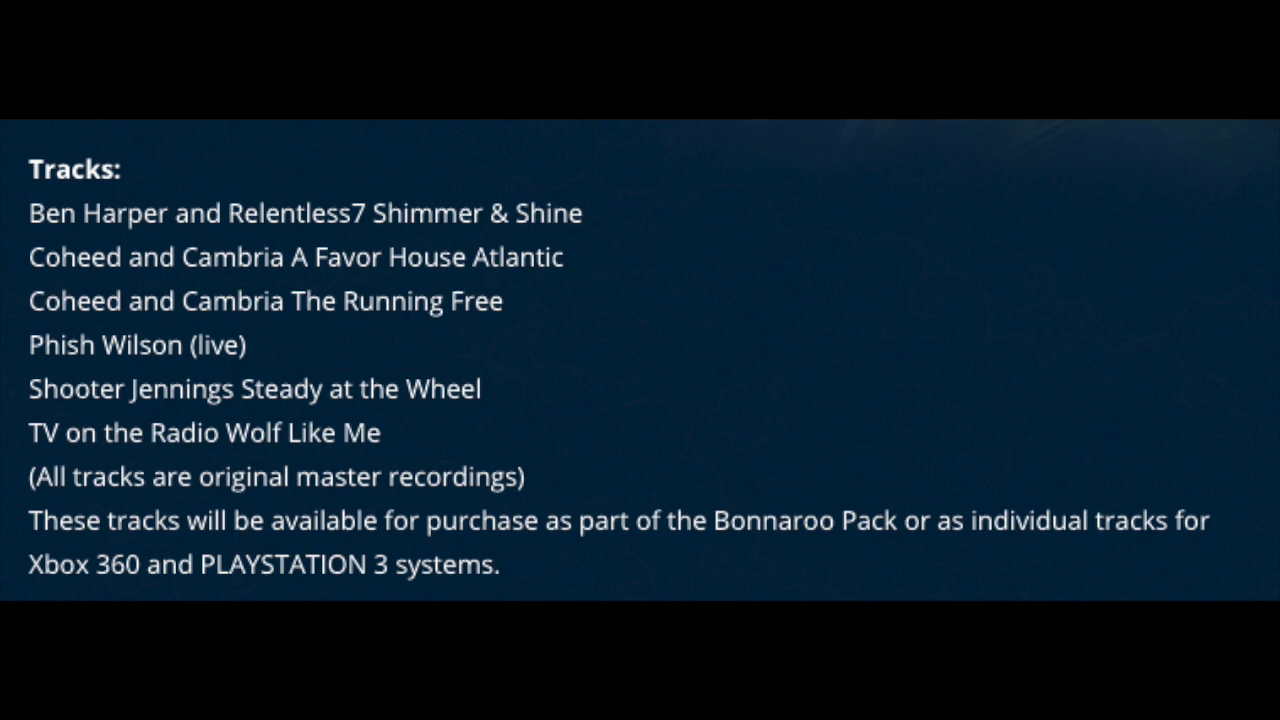 Tracks:
Ben Harper and Relentless7 Shimmer & Shine
Coheed and Cambria A Favor House Atlantic
Coheed and Cambria The Running Free
Phish Wilson (live)
Shooter Jennings Steady at the Wheel
TV on the Radio Wolf Like Me
(All tracks are original master recordings)
These tracks will be available for purchase as part of the Bonnaroo Pack or as individual tracks for
Xbox 360 and PLAYSTATION 3 systems.